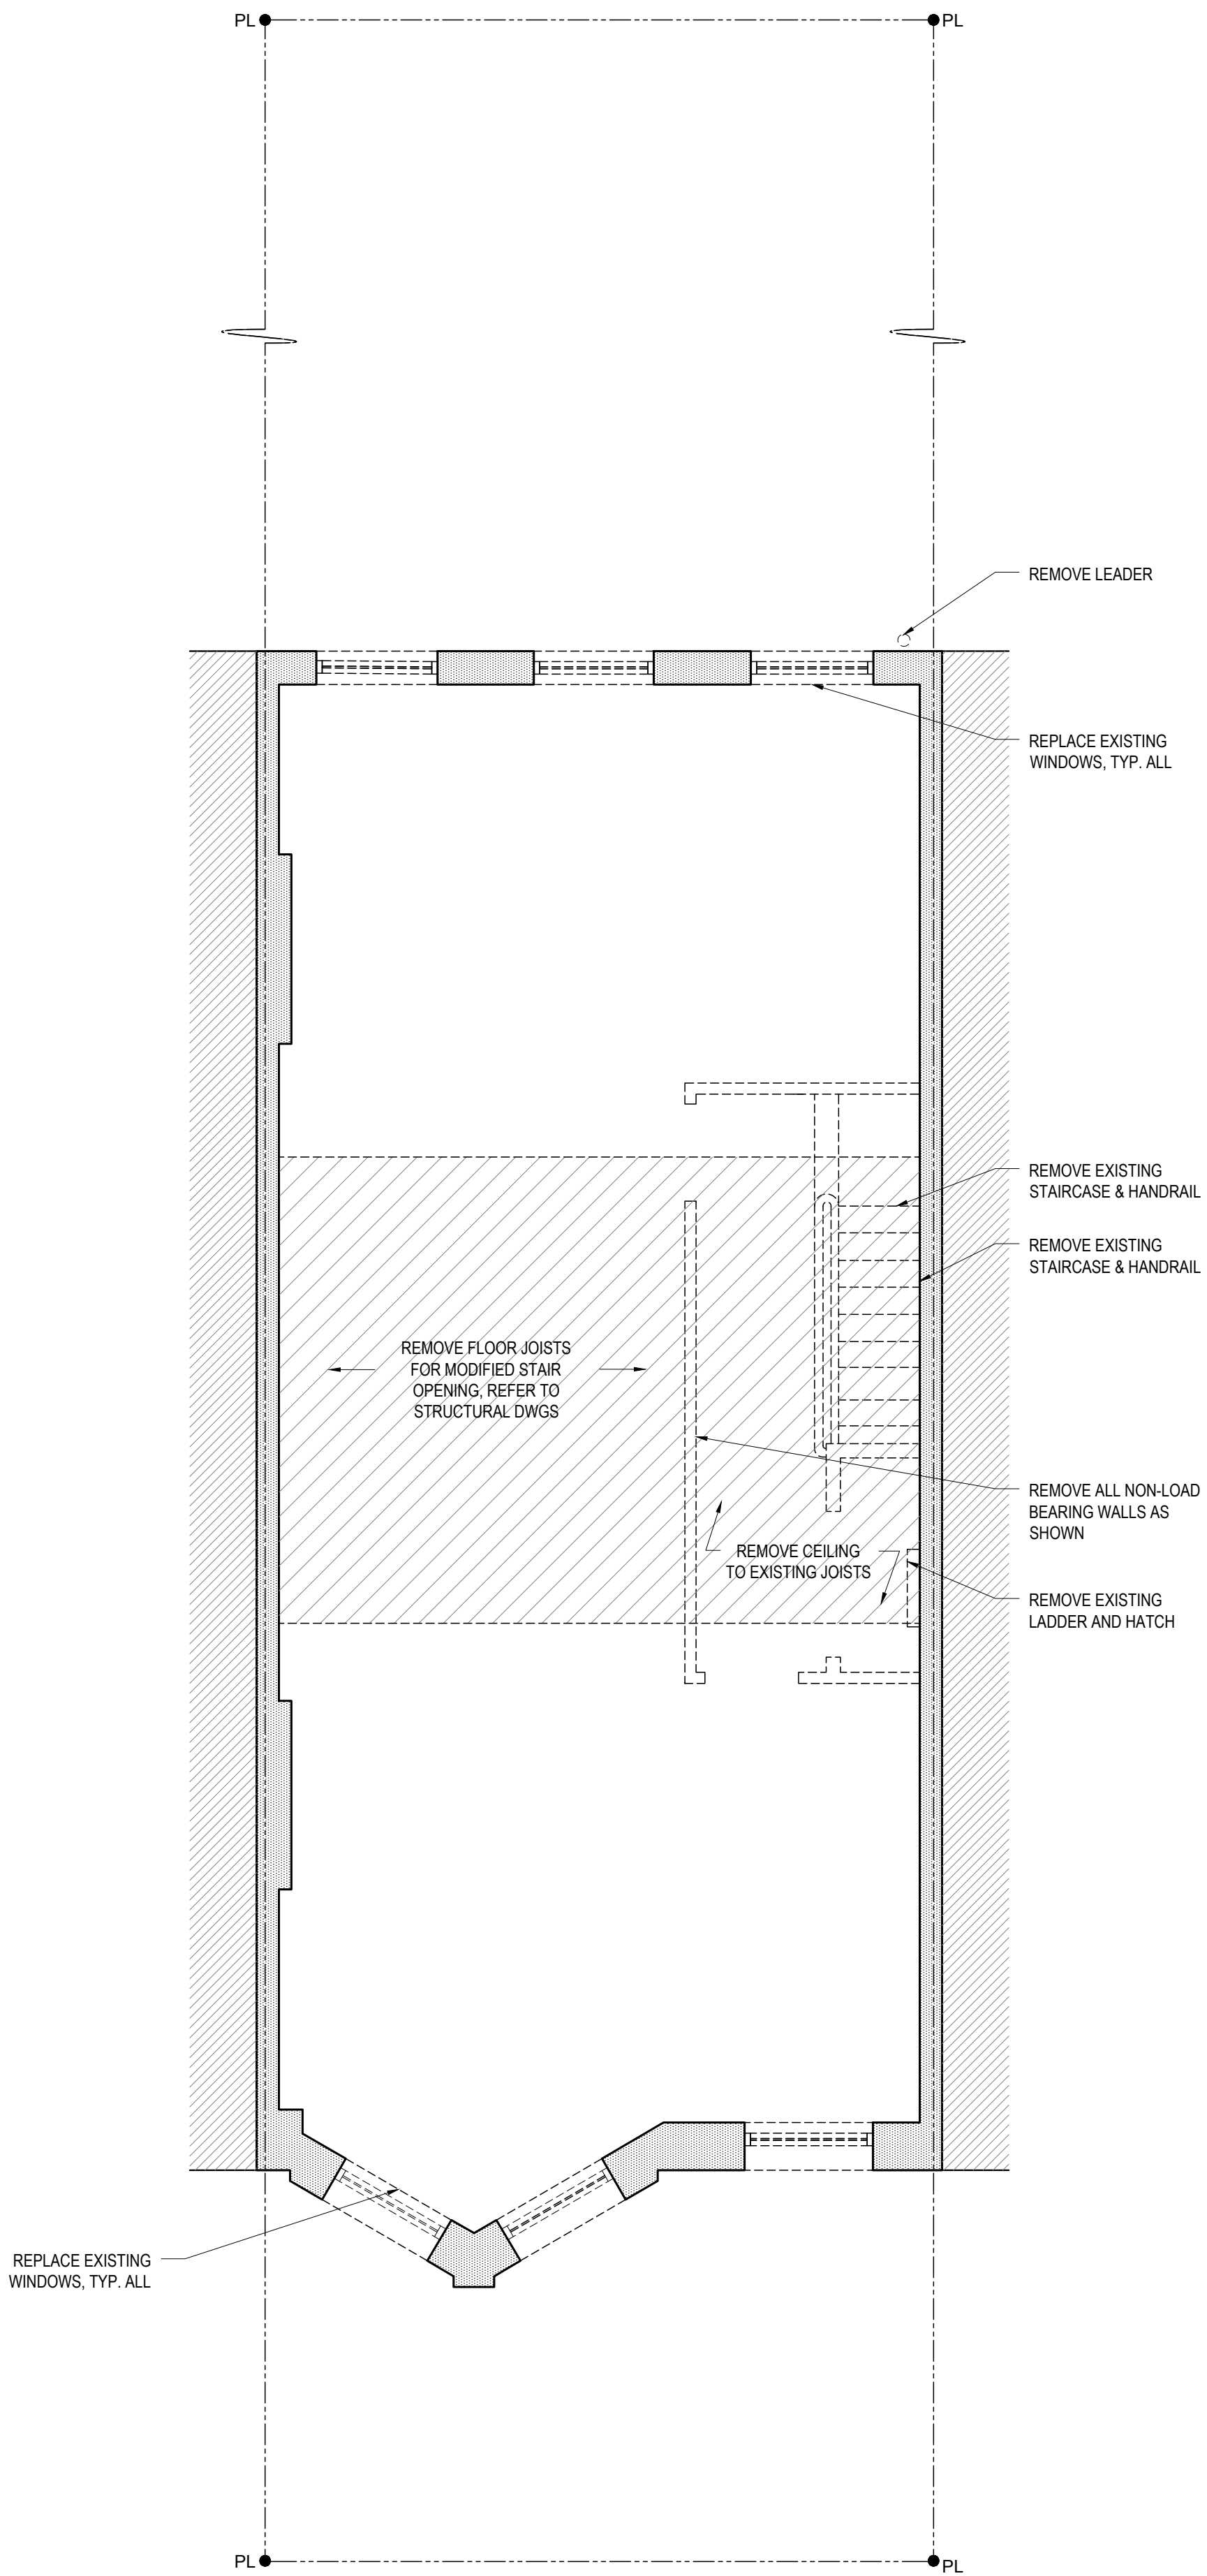 PL
PL
REMOVE LEADER
REPLACE EXISTING
WINDOWS, TYP. ALL
REMOVE EXISTING
STAIRCASE & HANDRAIL
REMOVE EXISTING
STAIRCASE & HANDRAIL
REMOVE FLOOR JOISTS
FOR MODIFIED STAIR
OPENING, REFER TO
STRUCTURAL DWGS
REMOVE ALL NON-LOAD
BEARING WALLS AS
SHOWN
REMOVE CEILING
TO EXISTING JOISTS
REMOVE EXISTING
LADDER AND HATCH
REPLACE EXISTING
WINDOWS, TYP. ALL
PL
PL